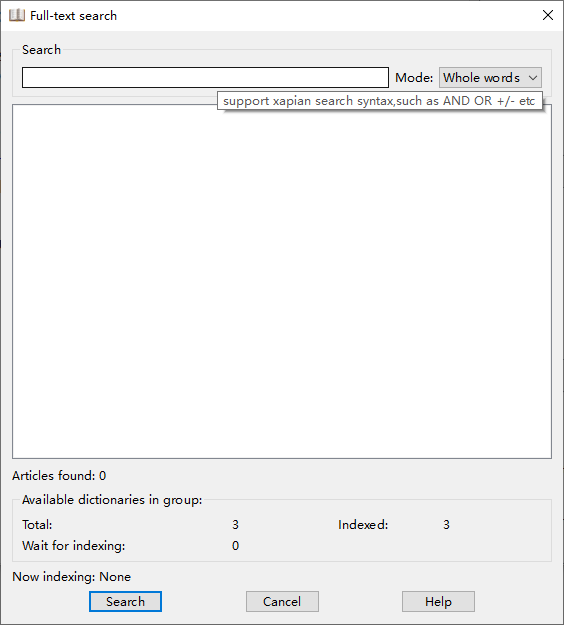 Full-text search
Search
Mode: Whole words
support xapian search syntax,such as AND OR +/- etc
Articles found: 0
Available dictionaries in group:
Total: 3 Indexed: 3
Wait for indexing: 0
Now indexing: None
Search Cancel Help